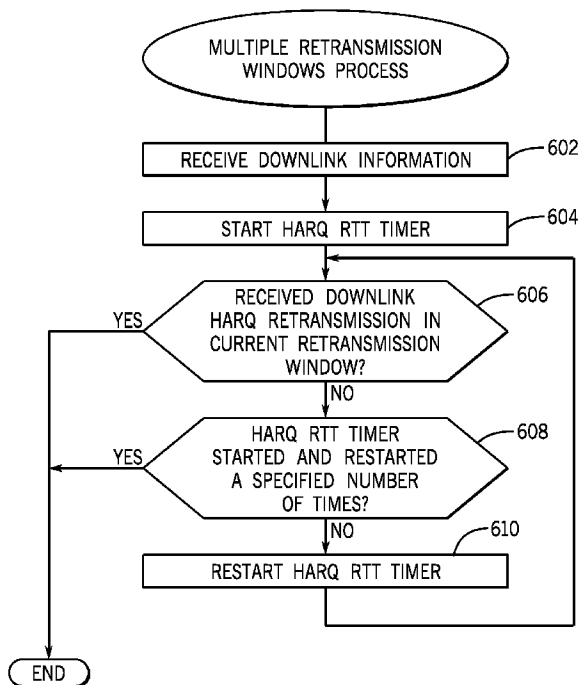 MULTIPLE RETRANSMISSION
WINDOWS PROCESS
RECEIVE DOWNLINK INFORMATION
602
START HARQ RTT TIMER
604
RECEIVED DOWNLINK
HARQ RETRANSMISSION IN
CURRENT RETRANSMISSION
WINDOW?
606
YES
NO
HARQ RTT TIMER
STARTED AND RESTARTED
A SPECIFIED NUMBER
OF TIMES?
608
YES
NO
610
RESTART HARQ RTT TIMER
END